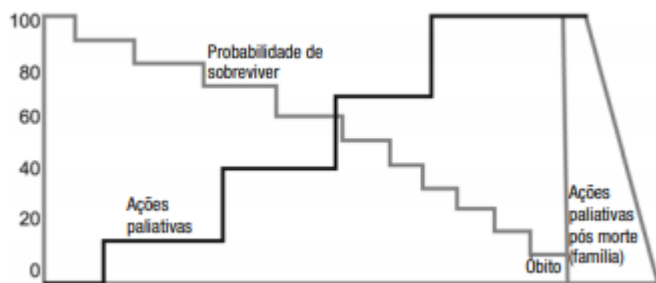 100
80
60
40
20
0
Probabilidade de
sobreviver
Ações
paliativas
Óbito
Ações
paliativas
pós morte
(família)